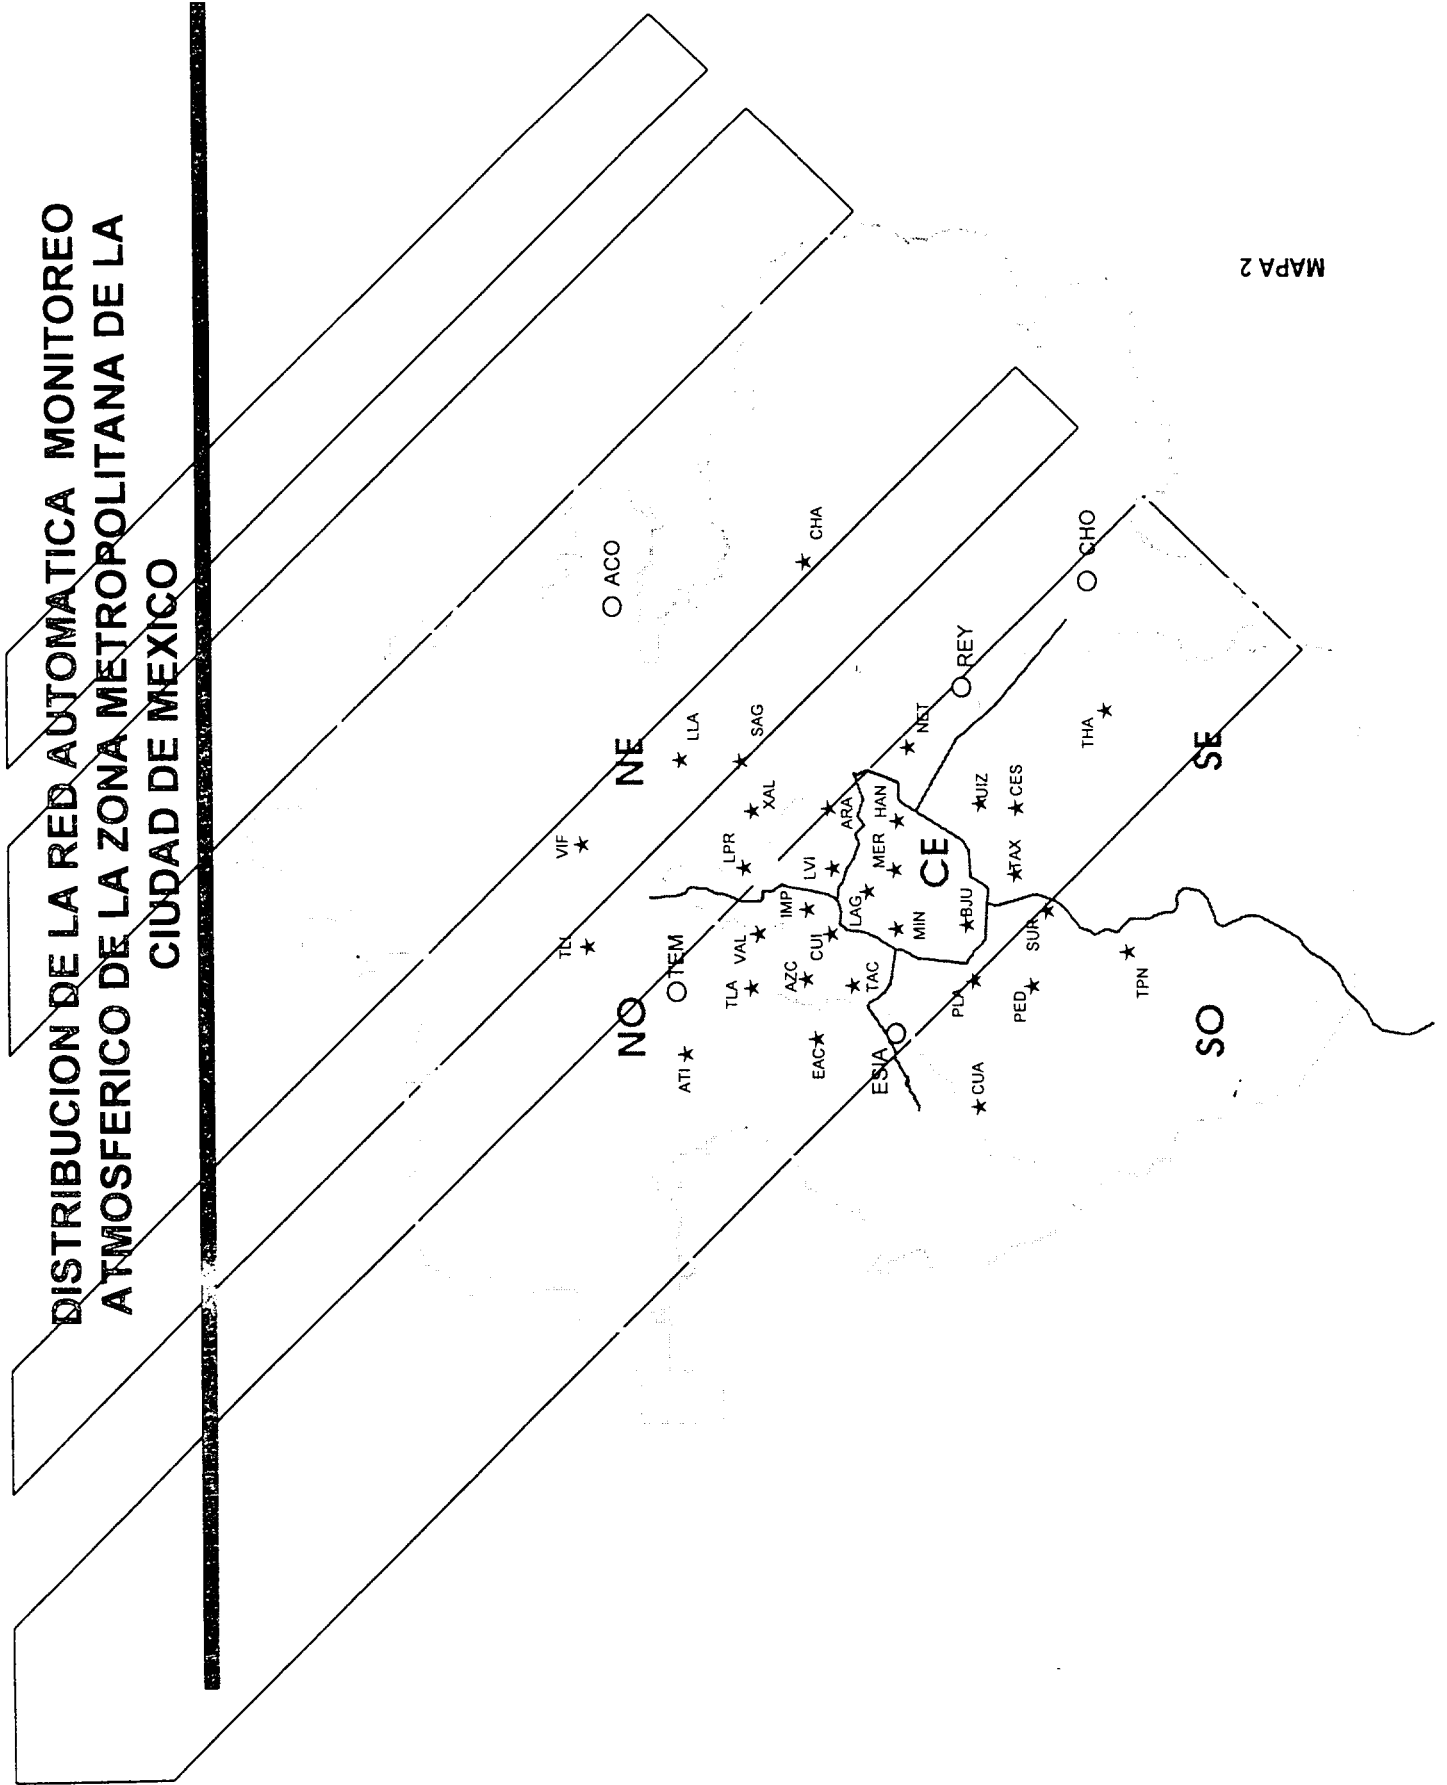 DISTRIBUCION DE LA RED AUTOMATICA MONITOREO
ATMOSFERICO DE LA ZONA METROPOLITANA DE LA
CIUDAD DE MEXICO
TLI
VIF
NO
NE
ACO
ATI
TEM
LLA
TLA
VAL
LPR
SAG
XAL
EAC
AZC
CUI
IMP
LVI
ARA
CHA
TAC
LAG
MER
HAN
ESIA
MIN
CE
NET
REY
CUA
PLA
BJU
UIZ
PED
SUR
TAX
CES
CHO
THA
TPN
SO
SE
MAPA 2